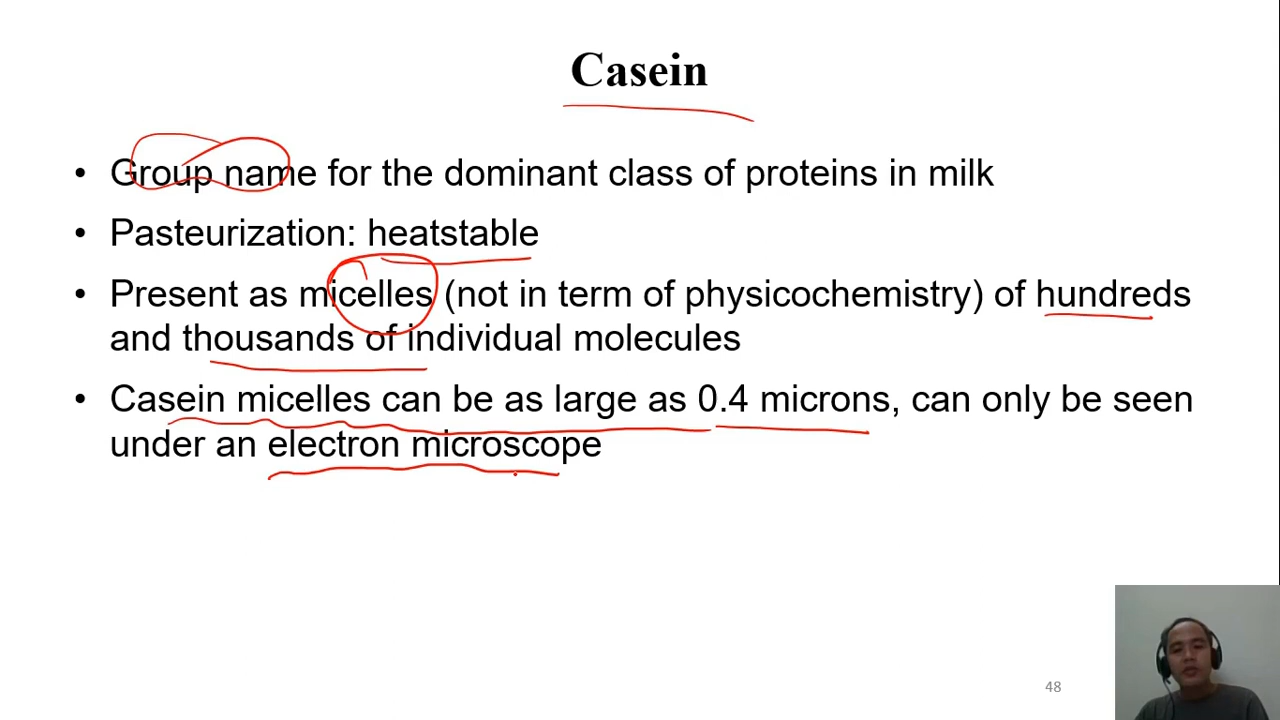 Casein
• Group name for the dominant class of proteins in milk
• Pasteurization: heatstable
• Present as micelles (not in term of physicochemistry) of hundreds
and thousands of individual molecules
• Casein micelles can be as large as 0.4 microns, can only be seen
under an electron microscope
48